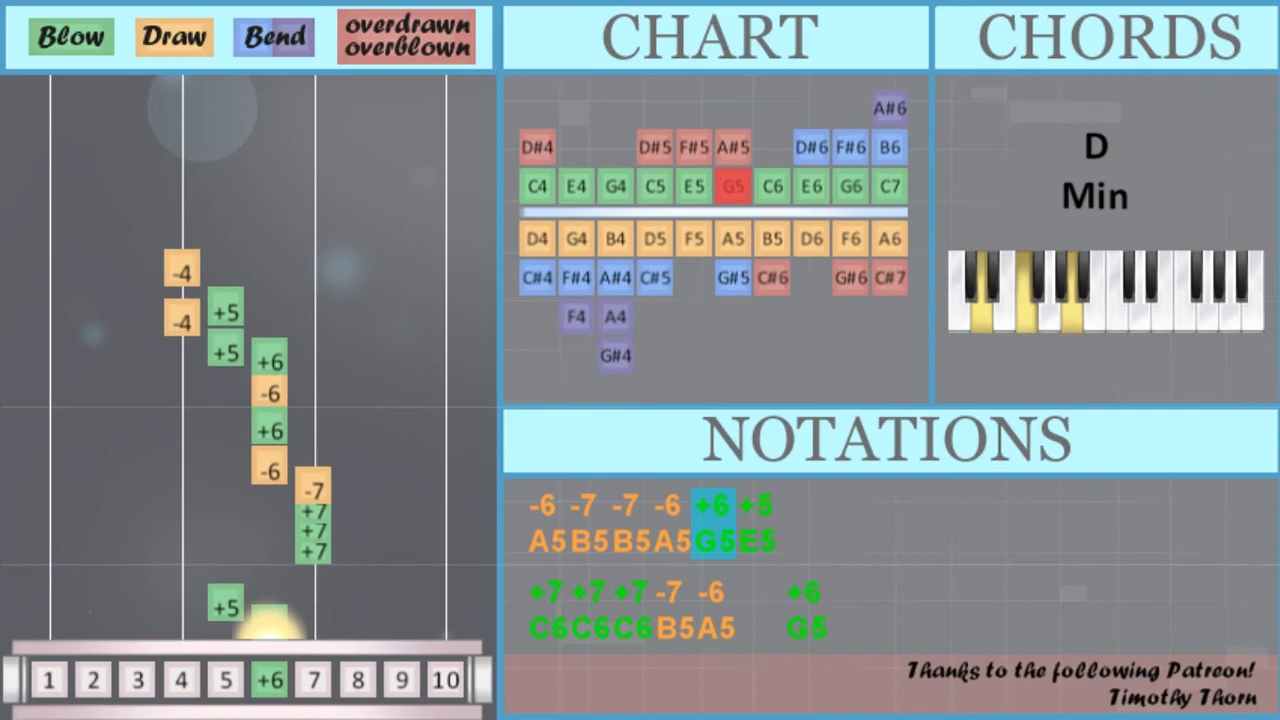 Blow Draw Bend overdrawn
overblown
CHART
CHORDS
A#6
D#4 D#5 F#5 A#5 D#6 F#6 B6
C4 E4 G4 C5 E5 G5 C6 E6 G6 C7
D4 G4 B4 D5 F5 A5 B5 D6 F6 A6
C#4 F#4 A#4 C#5 G#5 C#6 G#6 C#7
F4 A4
G#4
D
Min
-4
-4 +5
+5 +6
-6
+6
-6
-7
+7
+7
+7
+5
1 2 3 4 5 +6 7 8 9 10
NOTATIONS
-6 -7 -7 -6 +6 +5
A5 B5 B5 A5 G5 E5
+7 +7 +7 -7 -6 +6
C6 C6 C6 B5 A5 G5
Thanks to the following Patreon!
Timothy Thorn